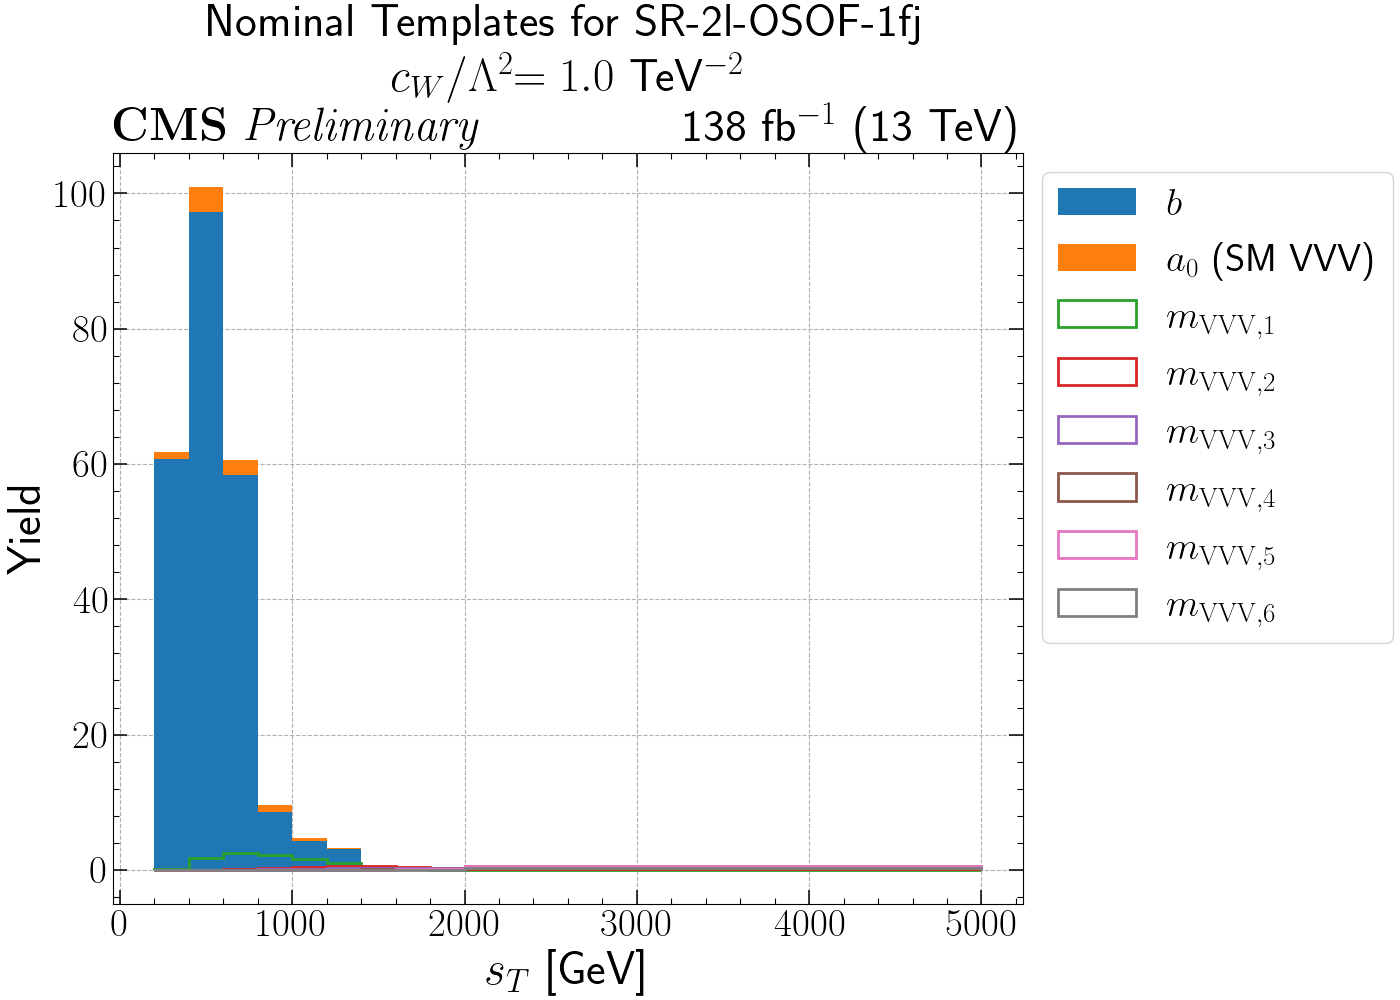 Nominal Templates for SR-2l-OSOF-1fj
c_W/Λ²= 1.0 TeV⁻²
CMS Preliminary 138 fb⁻¹ (13 TeV)
100
80
60
40
20
0
Yield
0 1000 2000 3000 4000 5000
s_T [GeV]
b
a₀ (SM VVV)
m_VVV,1
m_VVV,2
m_VVV,3
m_VVV,4
m_VVV,5
m_VVV,6